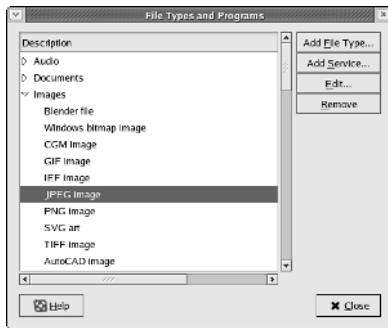 File Types and Programs
Description
Audio
Documents
Images
Blender file
Windows bitmap image
CGM image
GIF image
IEF image
JPEG image
PNG image
SVG art
TIFF image
AutoCAD image
Add File Type...
Add Service...
Edit...
Remove
Help
Close